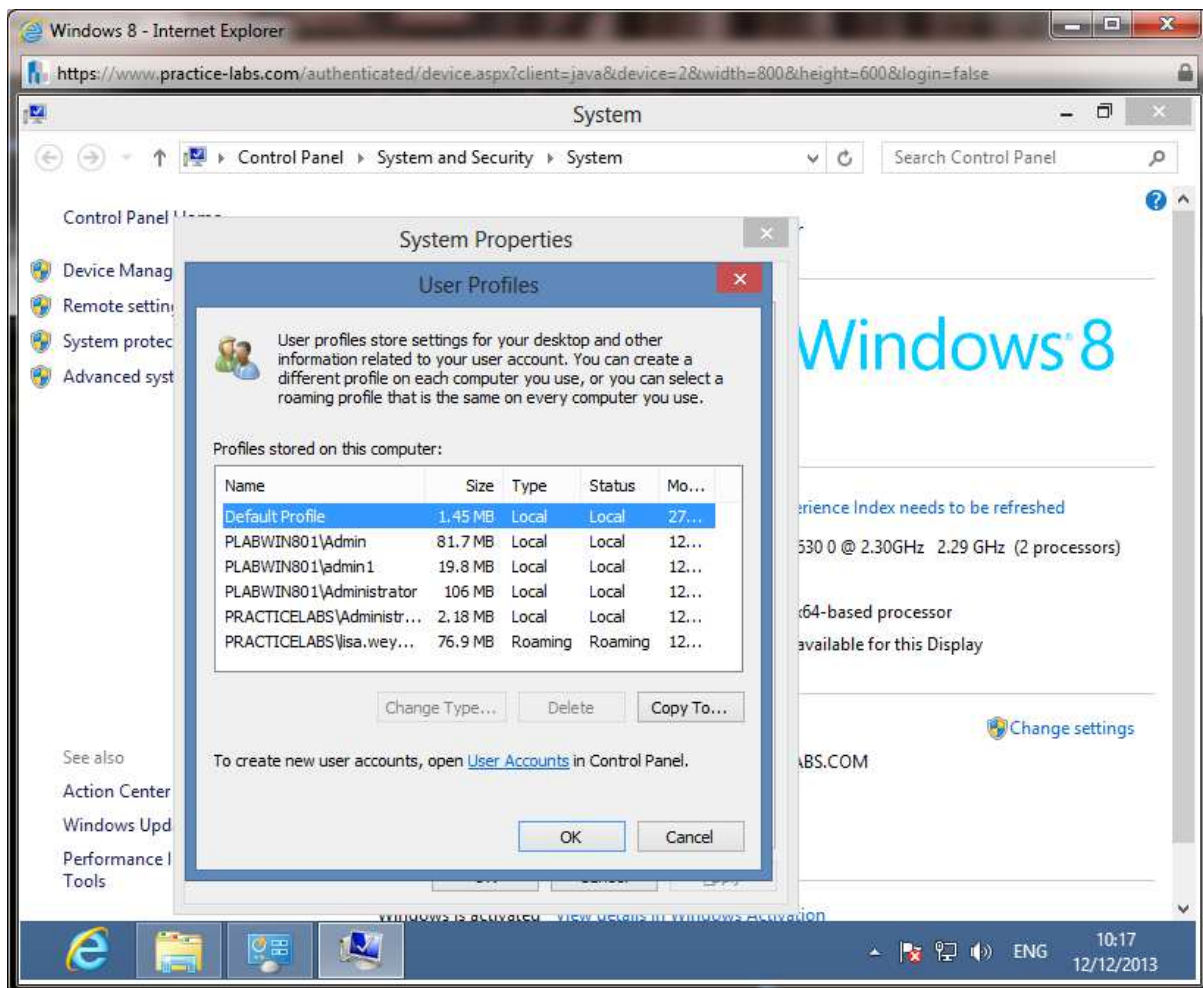 Windows 8 - Internet Explorer
https://www.practice-labs.com/authenticated/device.aspx?client=java&device=2&width=800&height=600&login=false
System
Control Panel ▸ System and Security ▸ System
Search Control Panel
Control Panel
Device Manag
Remote setting
System protec
Advanced syst
System Properties
User Profiles
User profiles store settings for your desktop and other
information related to your user account. You can create a
different profile on each computer you use, or you can select a
roaming profile that is the same on every computer you use.
Profiles stored on this computer:
Name Size Type Status Mo...
Default Profile 1.45 MB Local Local 27...
PLABWIN801\Admin 81.7 MB Local Local 12...
PLABWIN801\admin1 19.8 MB Local Local 12...
PLABWIN801\Administrator 106 MB Local Local 12...
PRACTICELABS\Administr... 2.18 MB Local Local 12...
PRACTICELABS\lisa.wey... 76.9 MB Roaming Roaming 12...
Change Type... Delete Copy To...
To create new user accounts, open User Accounts in Control Panel.
OK Cancel
Windows 8
erience Index needs to be refreshed
630 0 @ 2.30GHz 2.29 GHz (2 processors)
x64-based processor
available for this Display
Change settings
ABS.COM
See also
Action Center
Windows Upd
Performance I
Tools
Windows is activated View details in Windows Activation
ENG
10:17
12/12/2013